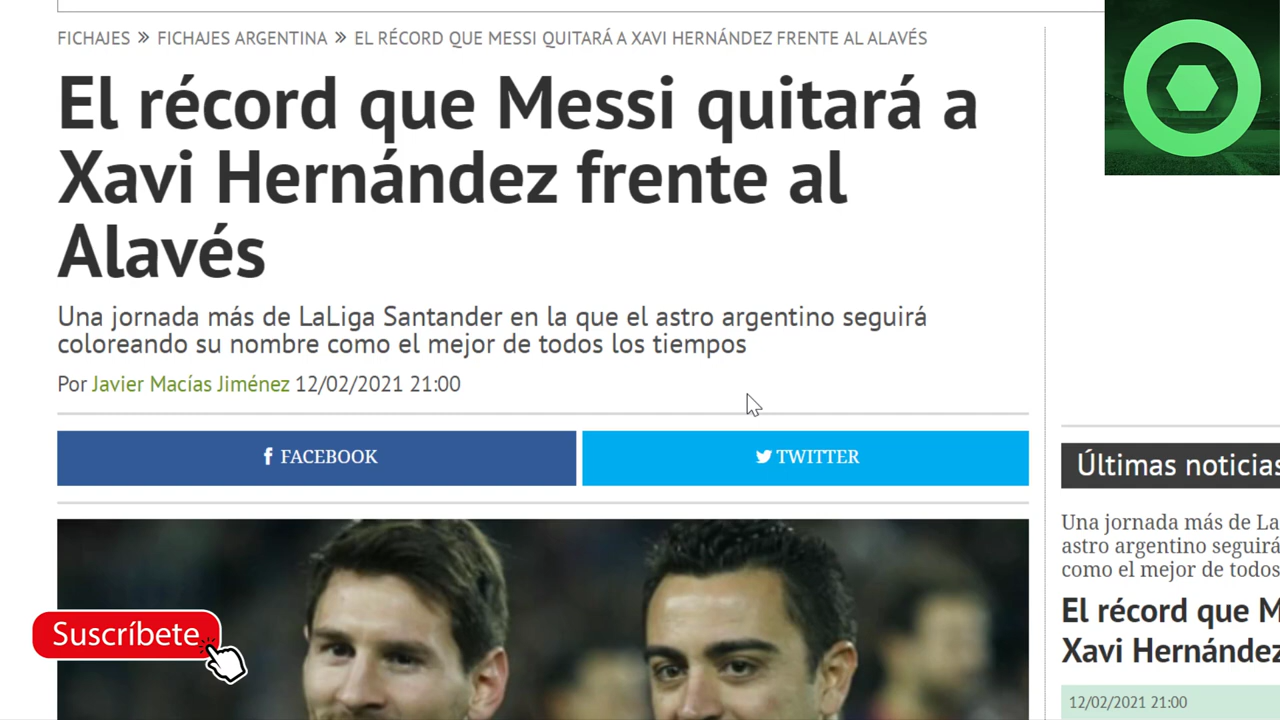 FICHAJES » FICHAJES ARGENTINA » EL RÉCORD QUE MESSI QUITARÁ A XAVI HERNÁNDEZ FRENTE AL ALAVÉS
El récord que Messi quitará a
Xavi Hernández frente al
Alavés
Una jornada más de LaLiga Santander en la que el astro argentino seguirá
coloreando su nombre como el mejor de todos los tiempos
Por Javier Macías Jiménez 12/02/2021 21:00
FACEBOOK
TWITTER
Suscríbete
Últimas noticias
Una jornada más de La
astro argentino seguirá
como el mejor de todos
El récord que M
Xavi Hernández
12/02/2021 21:00